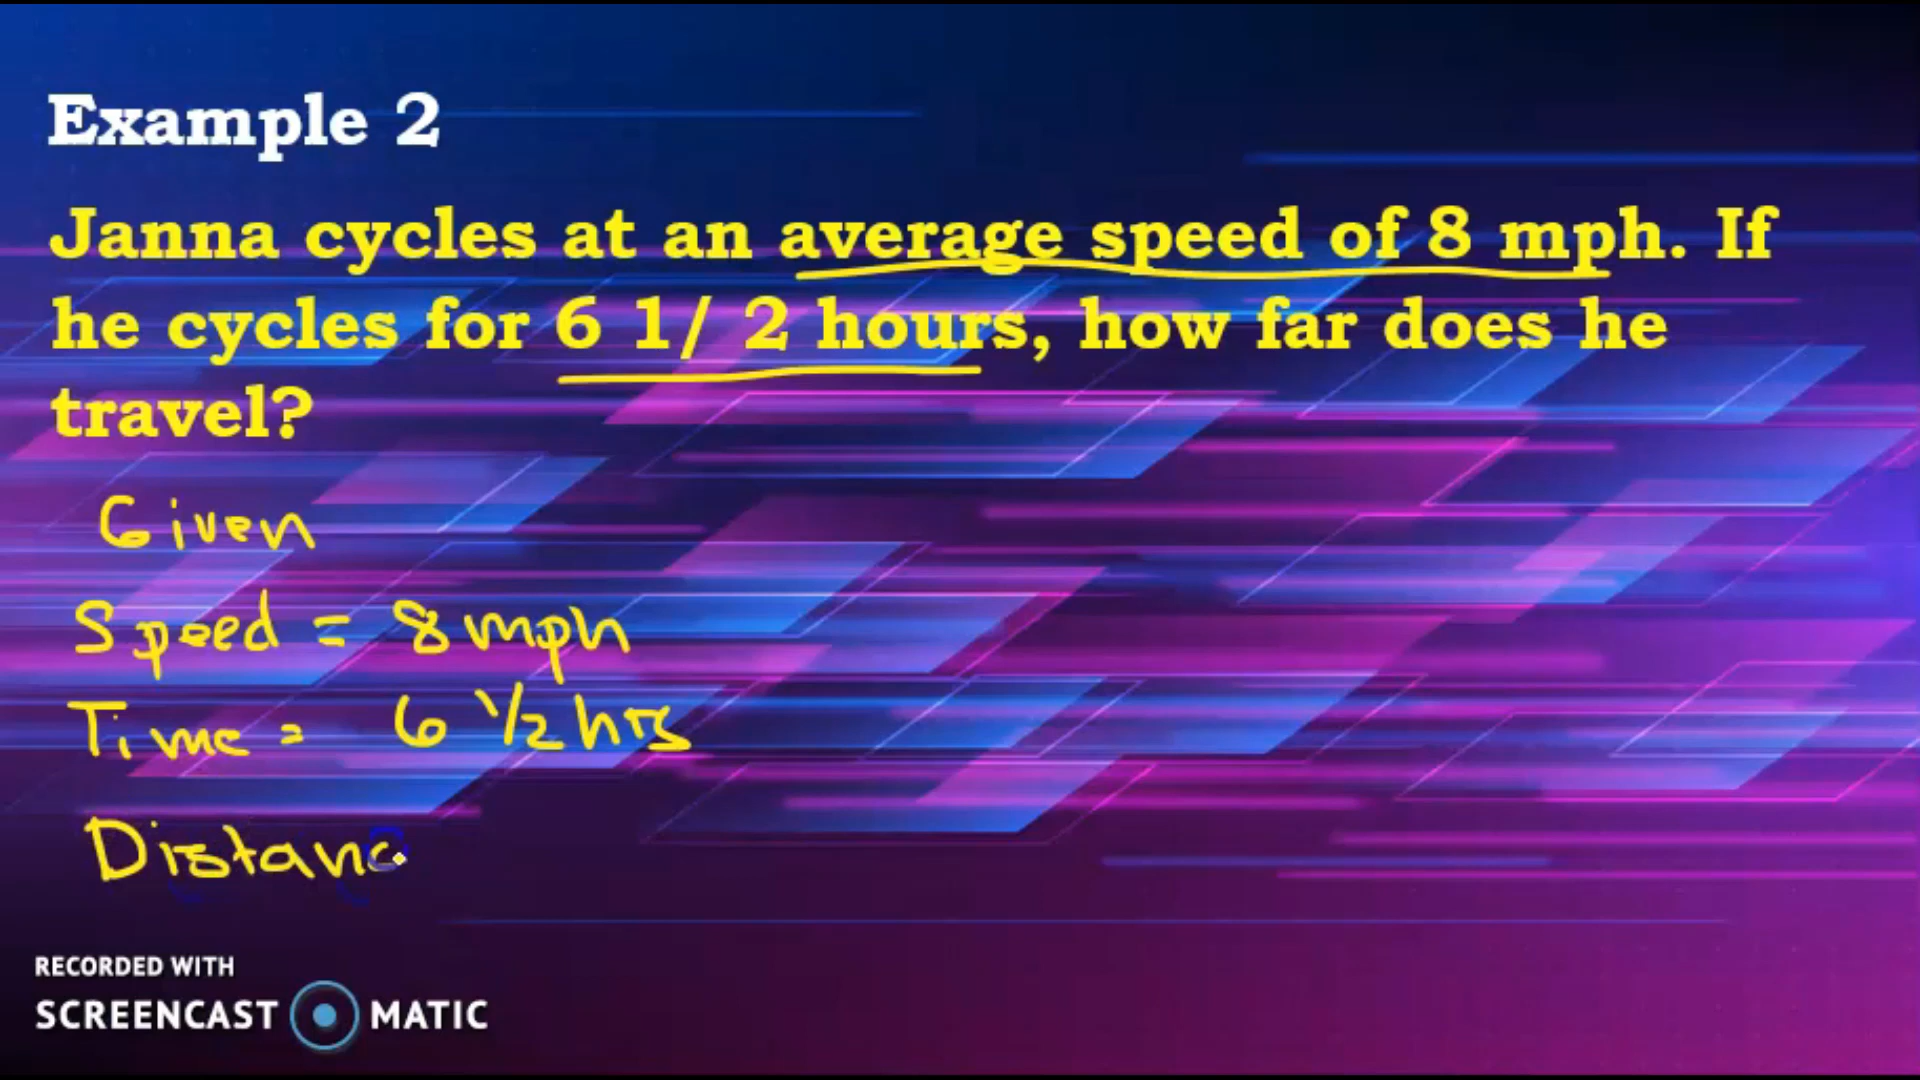 Example 2
Janna cycles at an average speed of 8 mph. If
he cycles for 6 1/ 2 hours, how far does he
travel?
Given
Speed = 8 mph
Time = 6 1/2 hrs
Distanc
RECORDED WITH
SCREENCAST MATIC